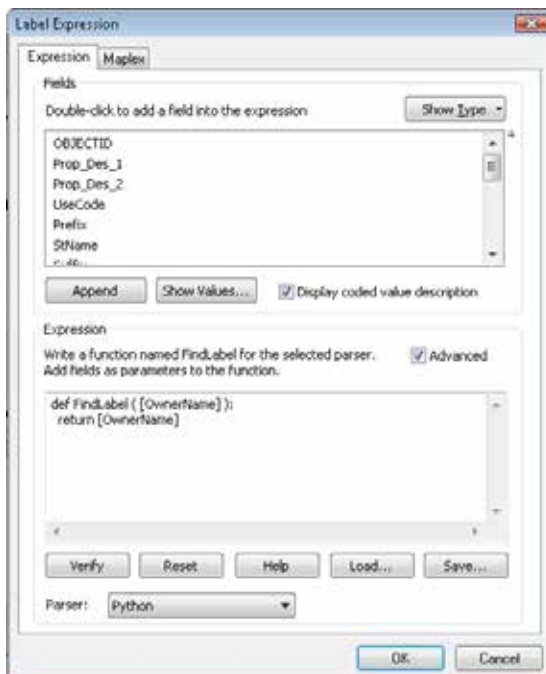 Label Expression
Expression Maplex
Fields
Double-click to add a field into the expression Show Type
OBJECTID
Prop_Des_1
Prop_Des_2
UseCode
Prefix
StName
Suffix
Append Show Values... Display coded value description
Expression
Write a function named FindLabel for the selected parser. Advanced
Add fields as parameters to the function.
def FindLabel ( [OwnerName] ):
return [OwnerName]
Verify Reset Help Load... Save...
Parser: Python
OK Cancel